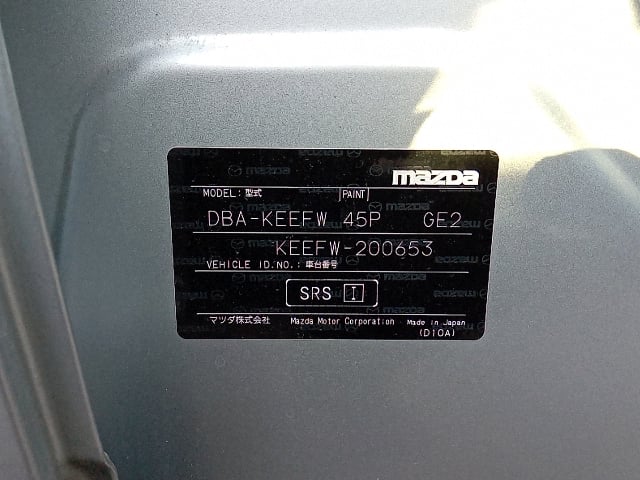 mazda
MODEL: 型式 PAINT
DBA-KEEFW 45P GE2
KEEFW-200653
VEHICLE ID.NO.: 車台番号
SRS I
マツダ株式会社 Mazda Motor Corporation Made in Japan
(D10A)